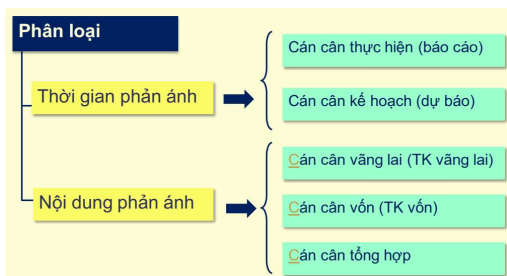 Phân loại
Thời gian phản ánh
Cán cân thực hiện (báo cáo)
Cán cân kế hoạch (dự báo)
Nội dung phản ánh
Cán cân vãng lai (TK vãng lai)
Cán cân vốn (TK vốn)
Cán cân tổng hợp